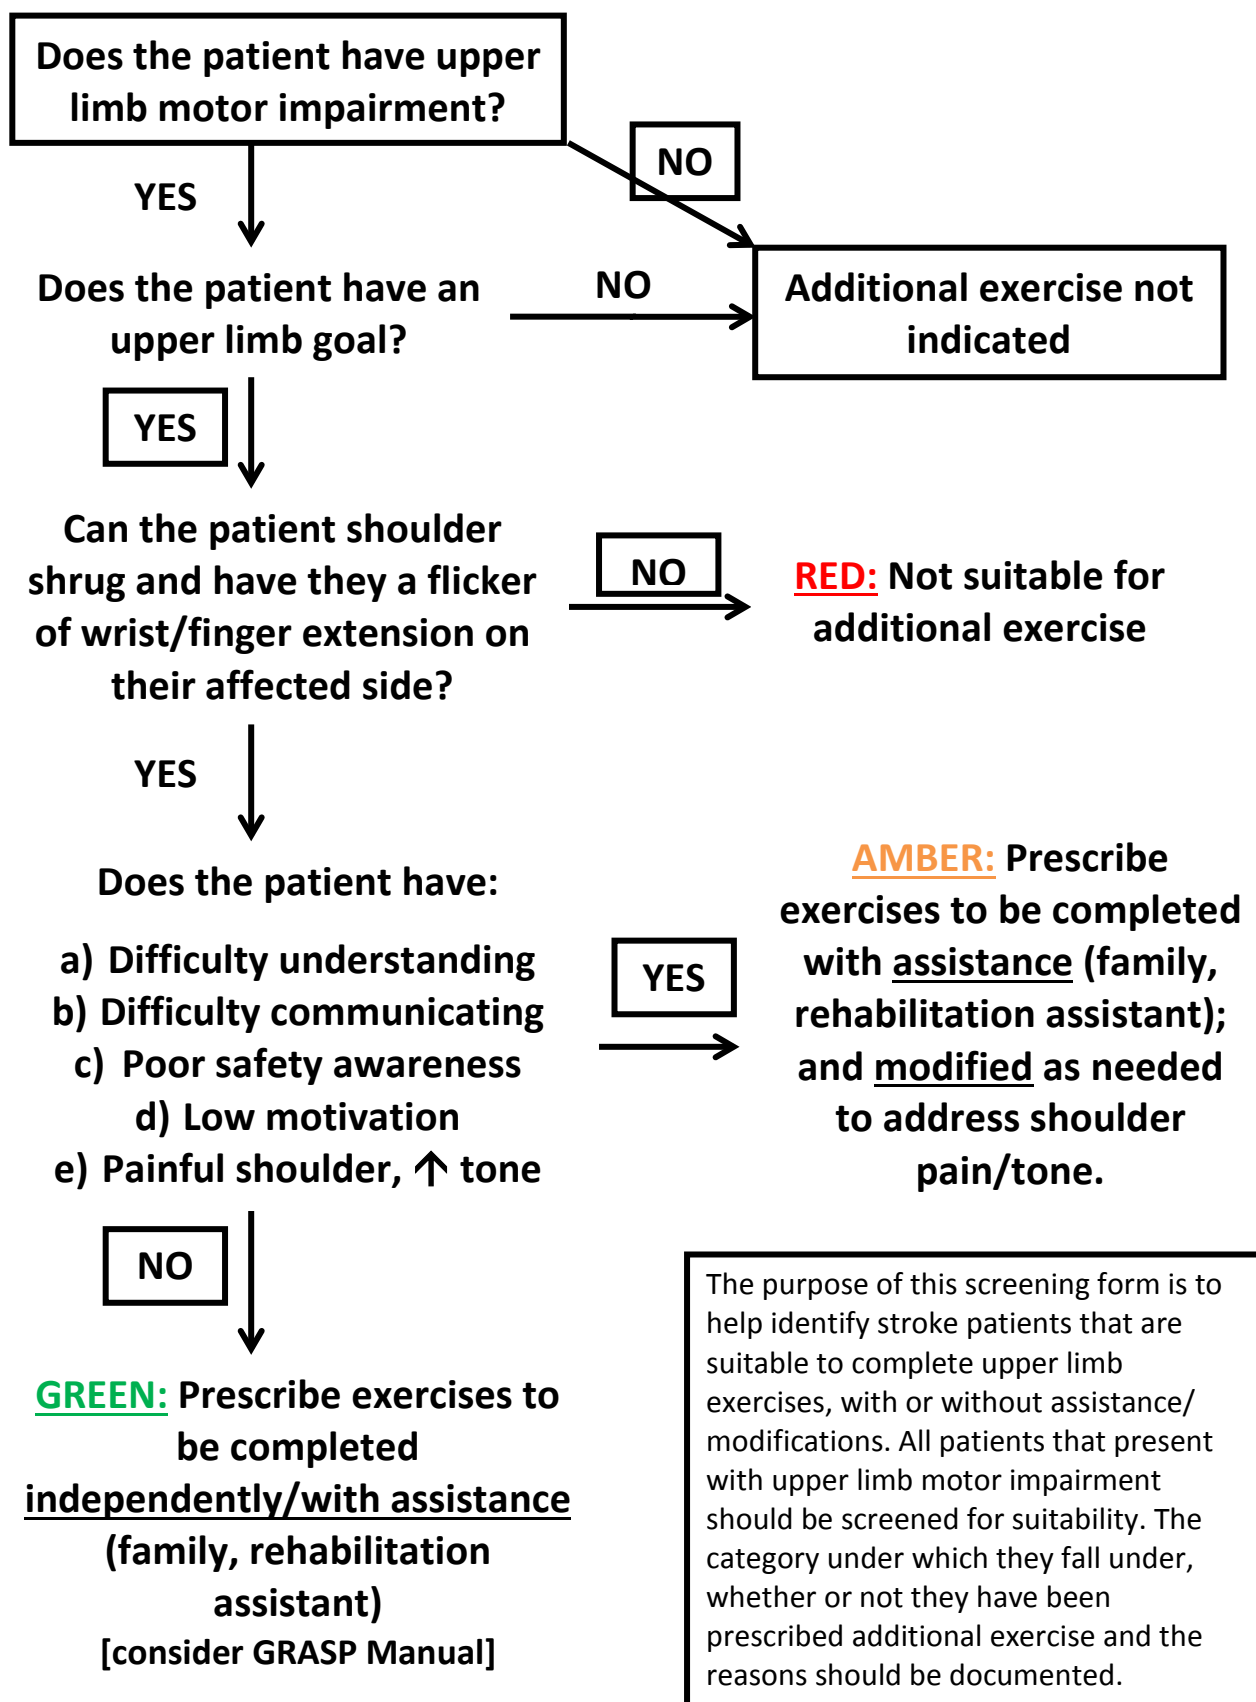 Does the patient have upper
limb motor impairment?
NO
YES
Does the patient have an
upper limb goal?
NO
Additional exercise not
indicated
YES
Can the patient shoulder
shrug and have they a flicker
of wrist/finger extension on
their affected side?
NO
RED: Not suitable for
additional exercise
YES
Does the patient have:
a) Difficulty understanding
b) Difficulty communicating
c) Poor safety awareness
d) Low motivation
e) Painful shoulder, ↑ tone
YES
AMBER: Prescribe
exercises to be completed
with assistance (family,
rehabilitation assistant);
and modified as needed
to address shoulder
pain/tone.
NO
GREEN: Prescribe exercises to
be completed
independently/with assistance
(family, rehabilitation
assistant)
[consider GRASP Manual]
The purpose of this screening form is to
help identify stroke patients that are
suitable to complete upper limb
exercises, with or without assistance/
modifications. All patients that present
with upper limb motor impairment
should be screened for suitability. The
category under which they fall under,
whether or not they have been
prescribed additional exercise and the
reasons should be documented.